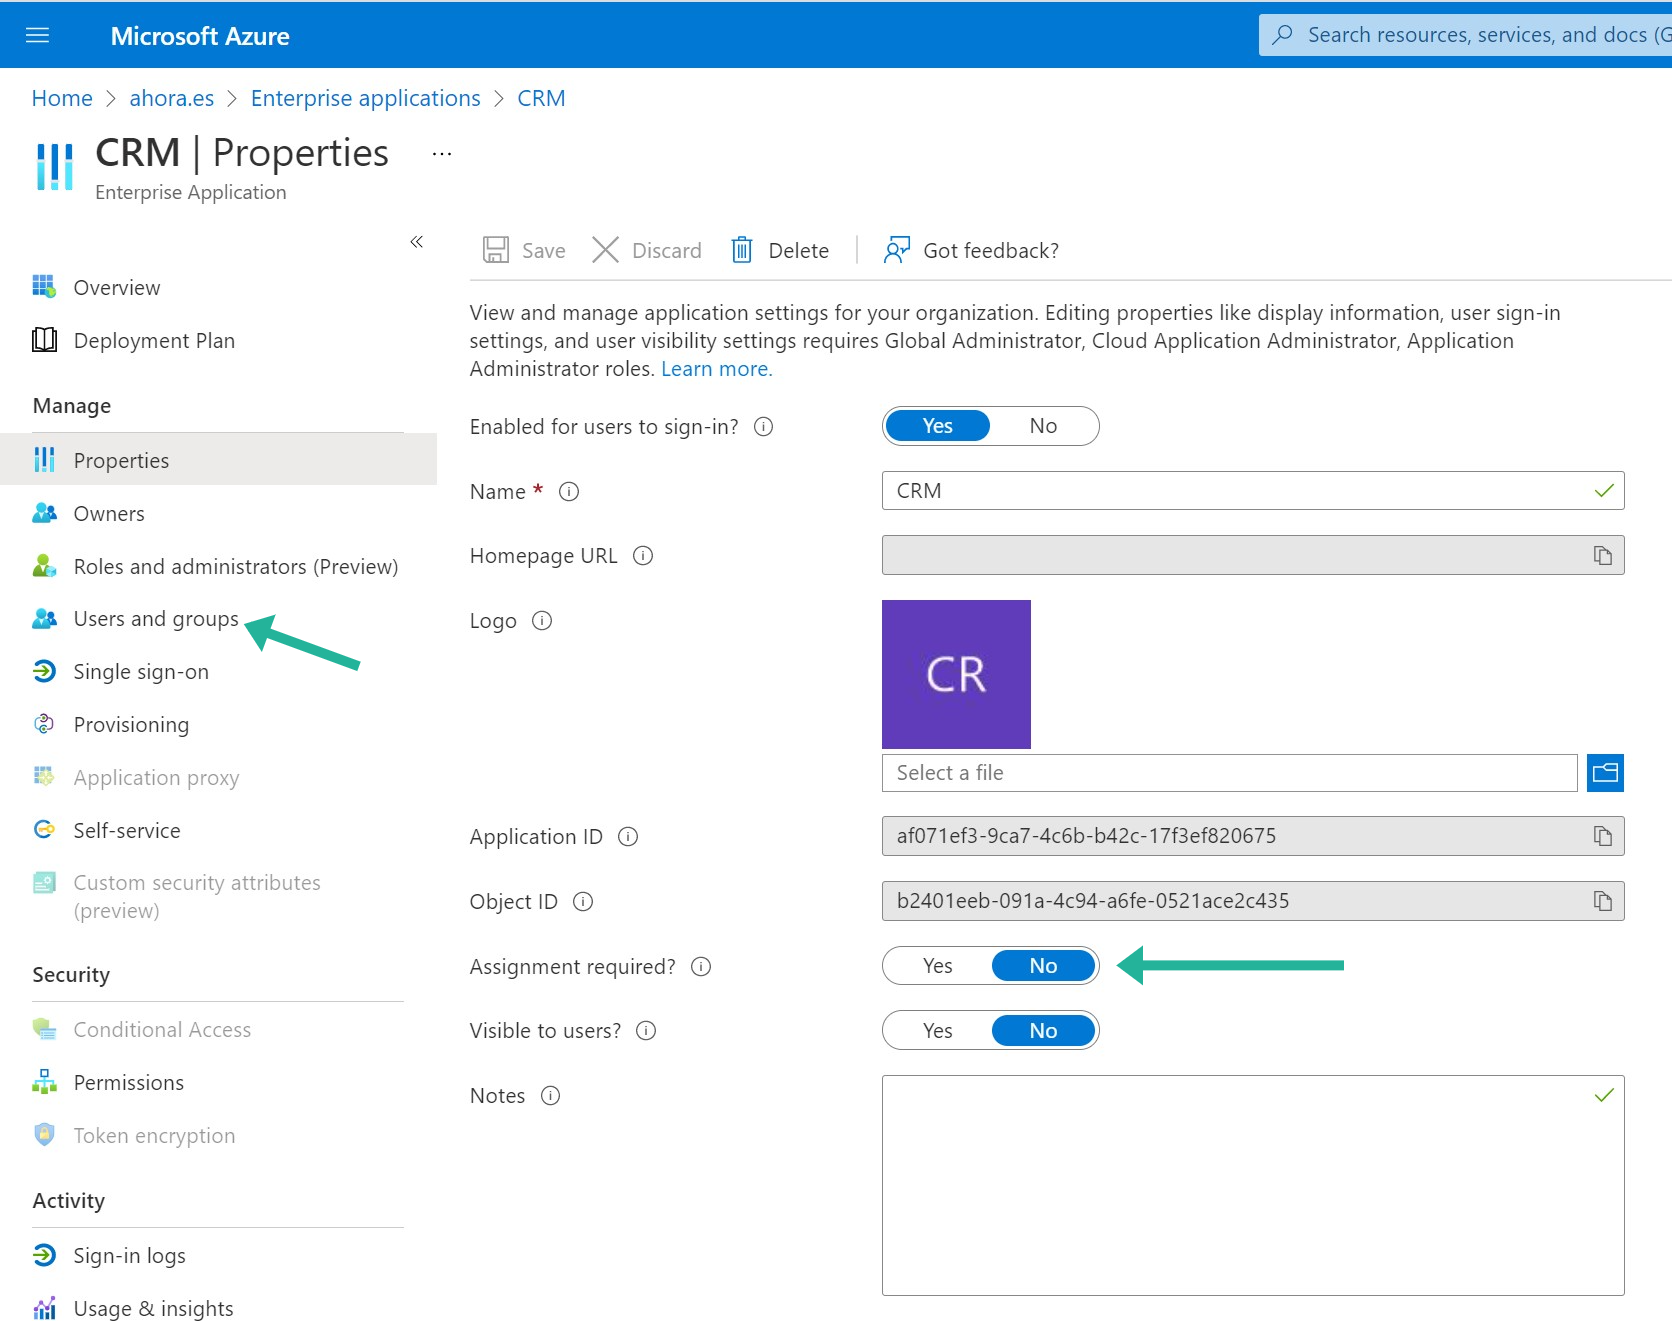 Microsoft Azure
Search resources, services, and docs (G
Home > ahora.es > Enterprise applications > CRM
CRM | Properties ...
Enterprise Application
«
Overview
Deployment Plan
Manage
Properties
Owners
Roles and administrators (Preview)
Users and groups
Single sign-on
Provisioning
Application proxy
Self-service
Custom security attributes
(preview)
Security
Conditional Access
Permissions
Token encryption
Activity
Sign-in logs
Usage & insights
Save Discard Delete Got feedback?
View and manage application settings for your organization. Editing properties like display information, user sign-in
settings, and user visibility settings requires Global Administrator, Cloud Application Administrator, Application
Administrator roles. Learn more.
Enabled for users to sign-in? Yes No
Name * CRM
Homepage URL
Logo
CR
Select a file
Application ID af071ef3-9ca7-4c6b-b42c-17f3ef820675
Object ID b2401eeb-091a-4c94-a6fe-0521ace2c435
Assignment required? Yes No
Visible to users? Yes No
Notes